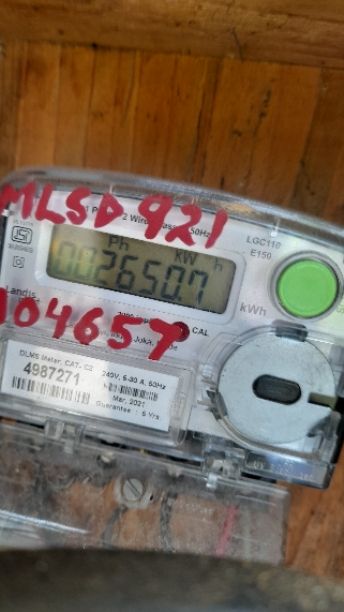 MLSD 921
LGC110
E150
Ph kW h
002650.7
kWh
Landis
CAL
104657
DLMS Meter, CAT- C2
4987271
240V, 5-30 A, 50Hz
Mar, 2021
Guarantee : 5 Yrs